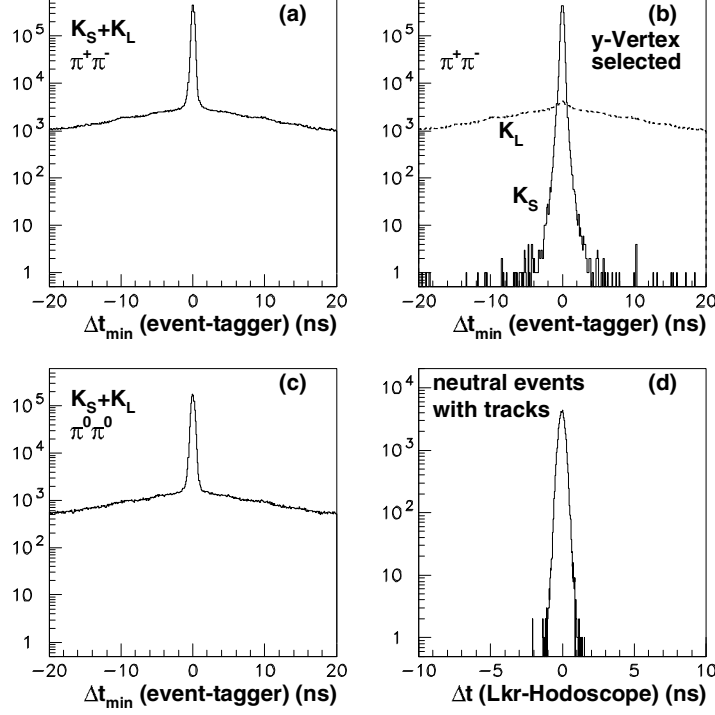 (a)
K_S+K_L
π⁺π⁻
10⁵
10⁴
10³
10²
10
1
−20 −10 0 10 20
Δt_min (event-tagger) (ns)
(b)
π⁺π⁻
y-Vertex
selected
K_L
K_S
10⁵
10⁴
10³
10²
10
1
−20 −10 0 10 20
Δt_min (event-tagger) (ns)
(c)
K_S+K_L
π⁰π⁰
10⁵
10⁴
10³
10²
10
1
−20 −10 0 10 20
Δt_min (event-tagger) (ns)
(d)
neutral events
with tracks
10⁴
10³
10²
10
1
−10 −5 0 5 10
Δt (Lkr-Hodoscope) (ns)